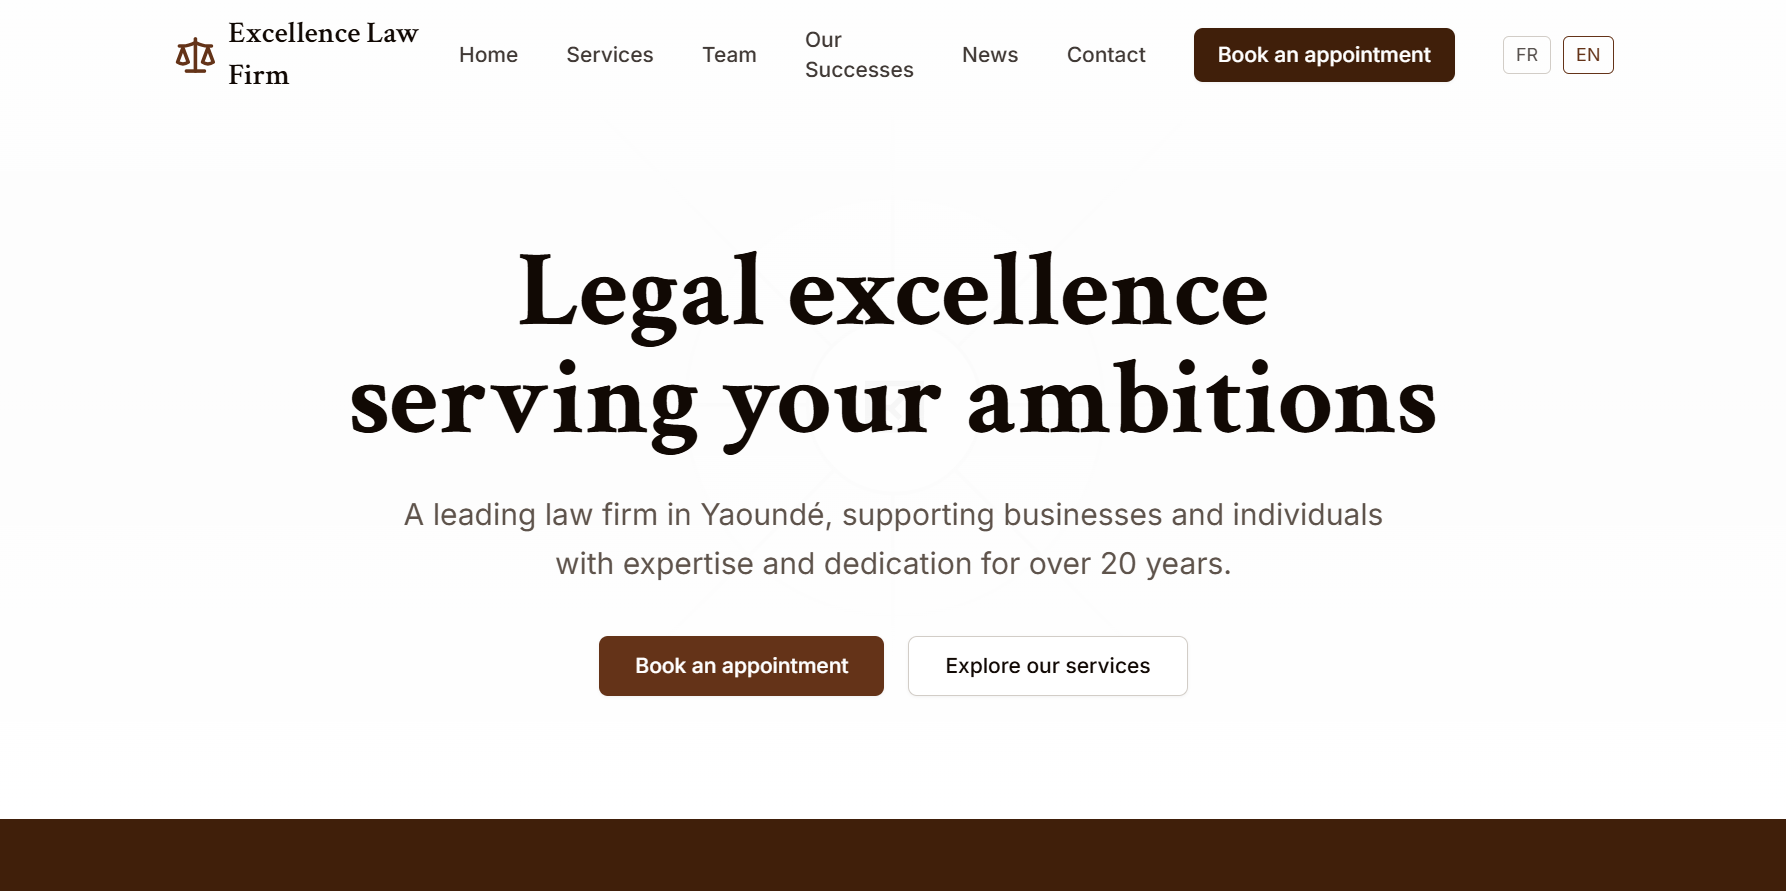 Excellence Law
Firm
Home
Services
Team
Our
Successes
News
Contact
Book an appointment
FR
EN
Legal excellence
serving your ambitions
A leading law firm in Yaoundé, supporting businesses and individuals
with expertise and dedication for over 20 years.
Book an appointment
Explore our services